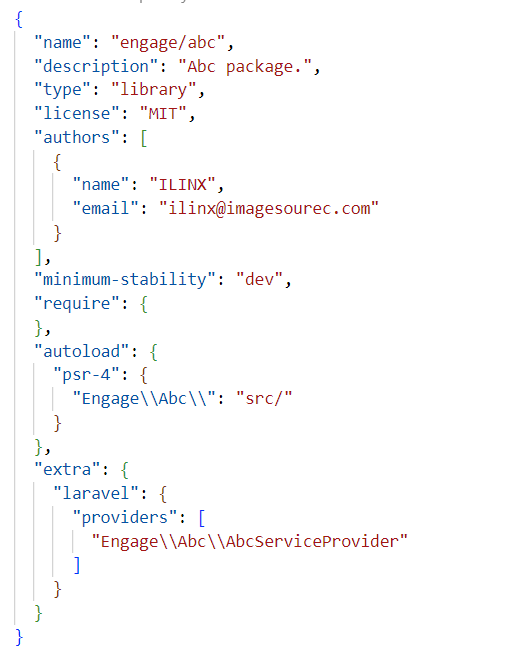 {
  "name": "engage/abc",
  "description": "Abc package.",
  "type": "library",
  "license": "MIT",
  "authors": [
    {
      "name": "ILINX",
      "email": "ilinx@imagesourec.com"
    }
  ],
  "minimum-stability": "dev",
  "require": {
  },
  "autoload": {
    "psr-4": {
      "Engage\\Abc\\": "src/"
    }
  },
  "extra": {
    "laravel": {
      "providers": [
        "Engage\\Abc\\AbcServiceProvider"
      ]
    }
  }
}